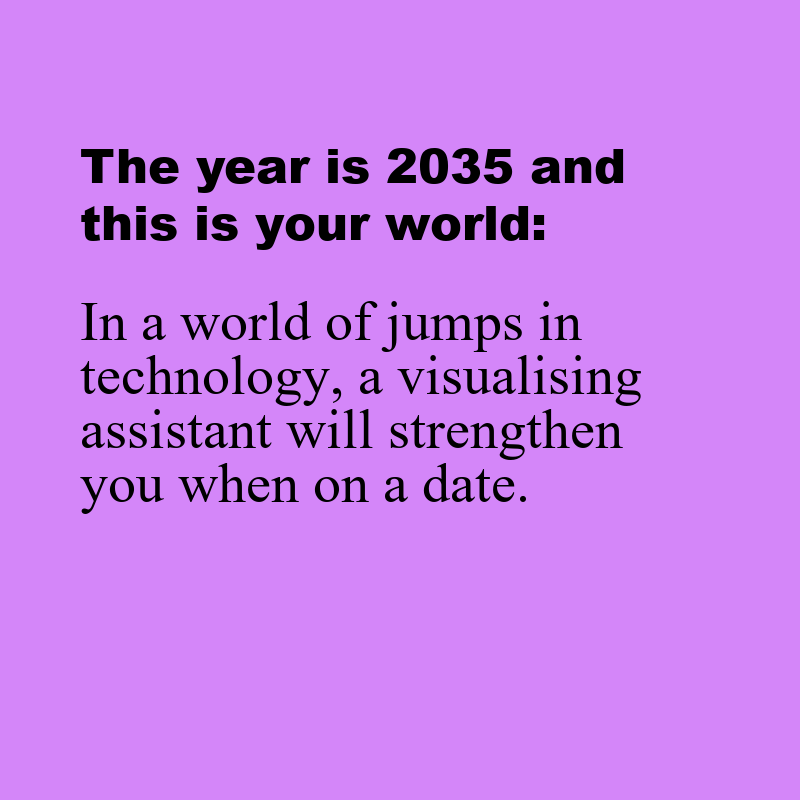 The year is 2035 and
this is your world:
In a world of jumps in
technology, a visualising
assistant will strengthen
you when on a date.